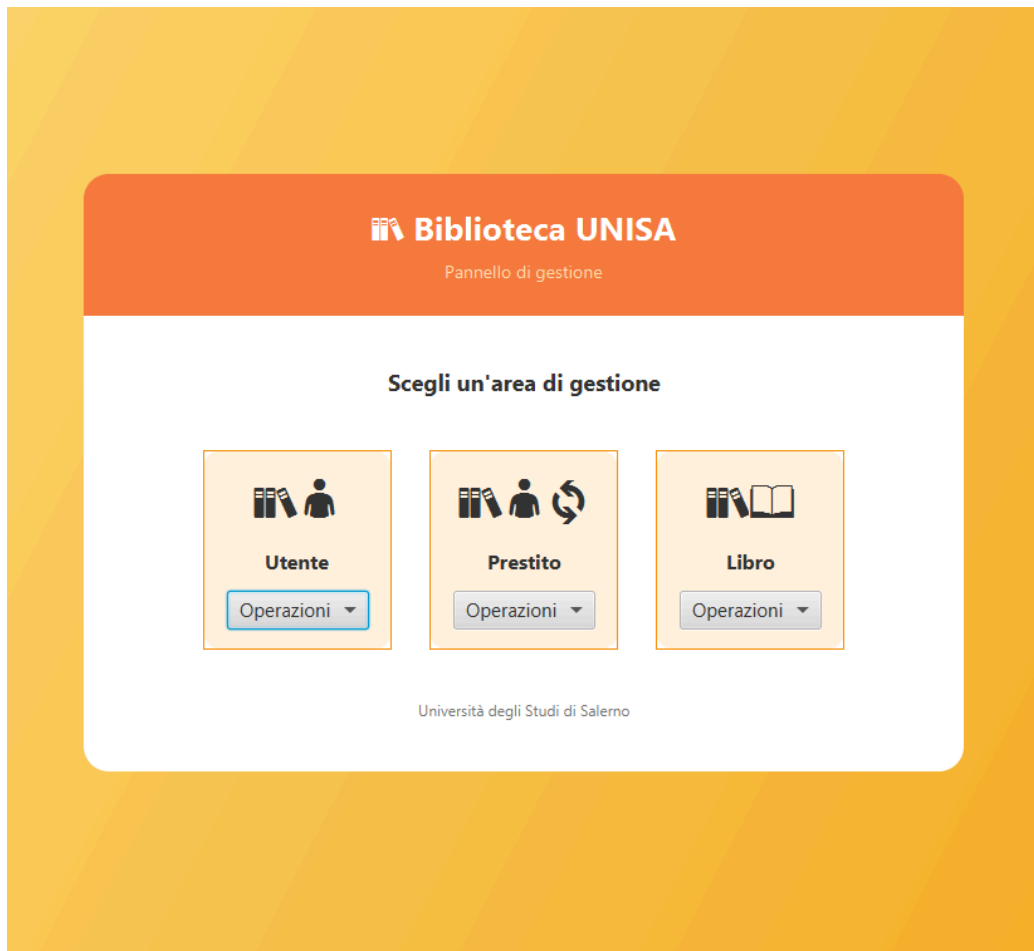 Biblioteca UNISA
Pannello di gestione
Scegli un'area di gestione
Utente
Operazioni
Prestito
Operazioni
Libro
Operazioni
Università degli Studi di Salerno